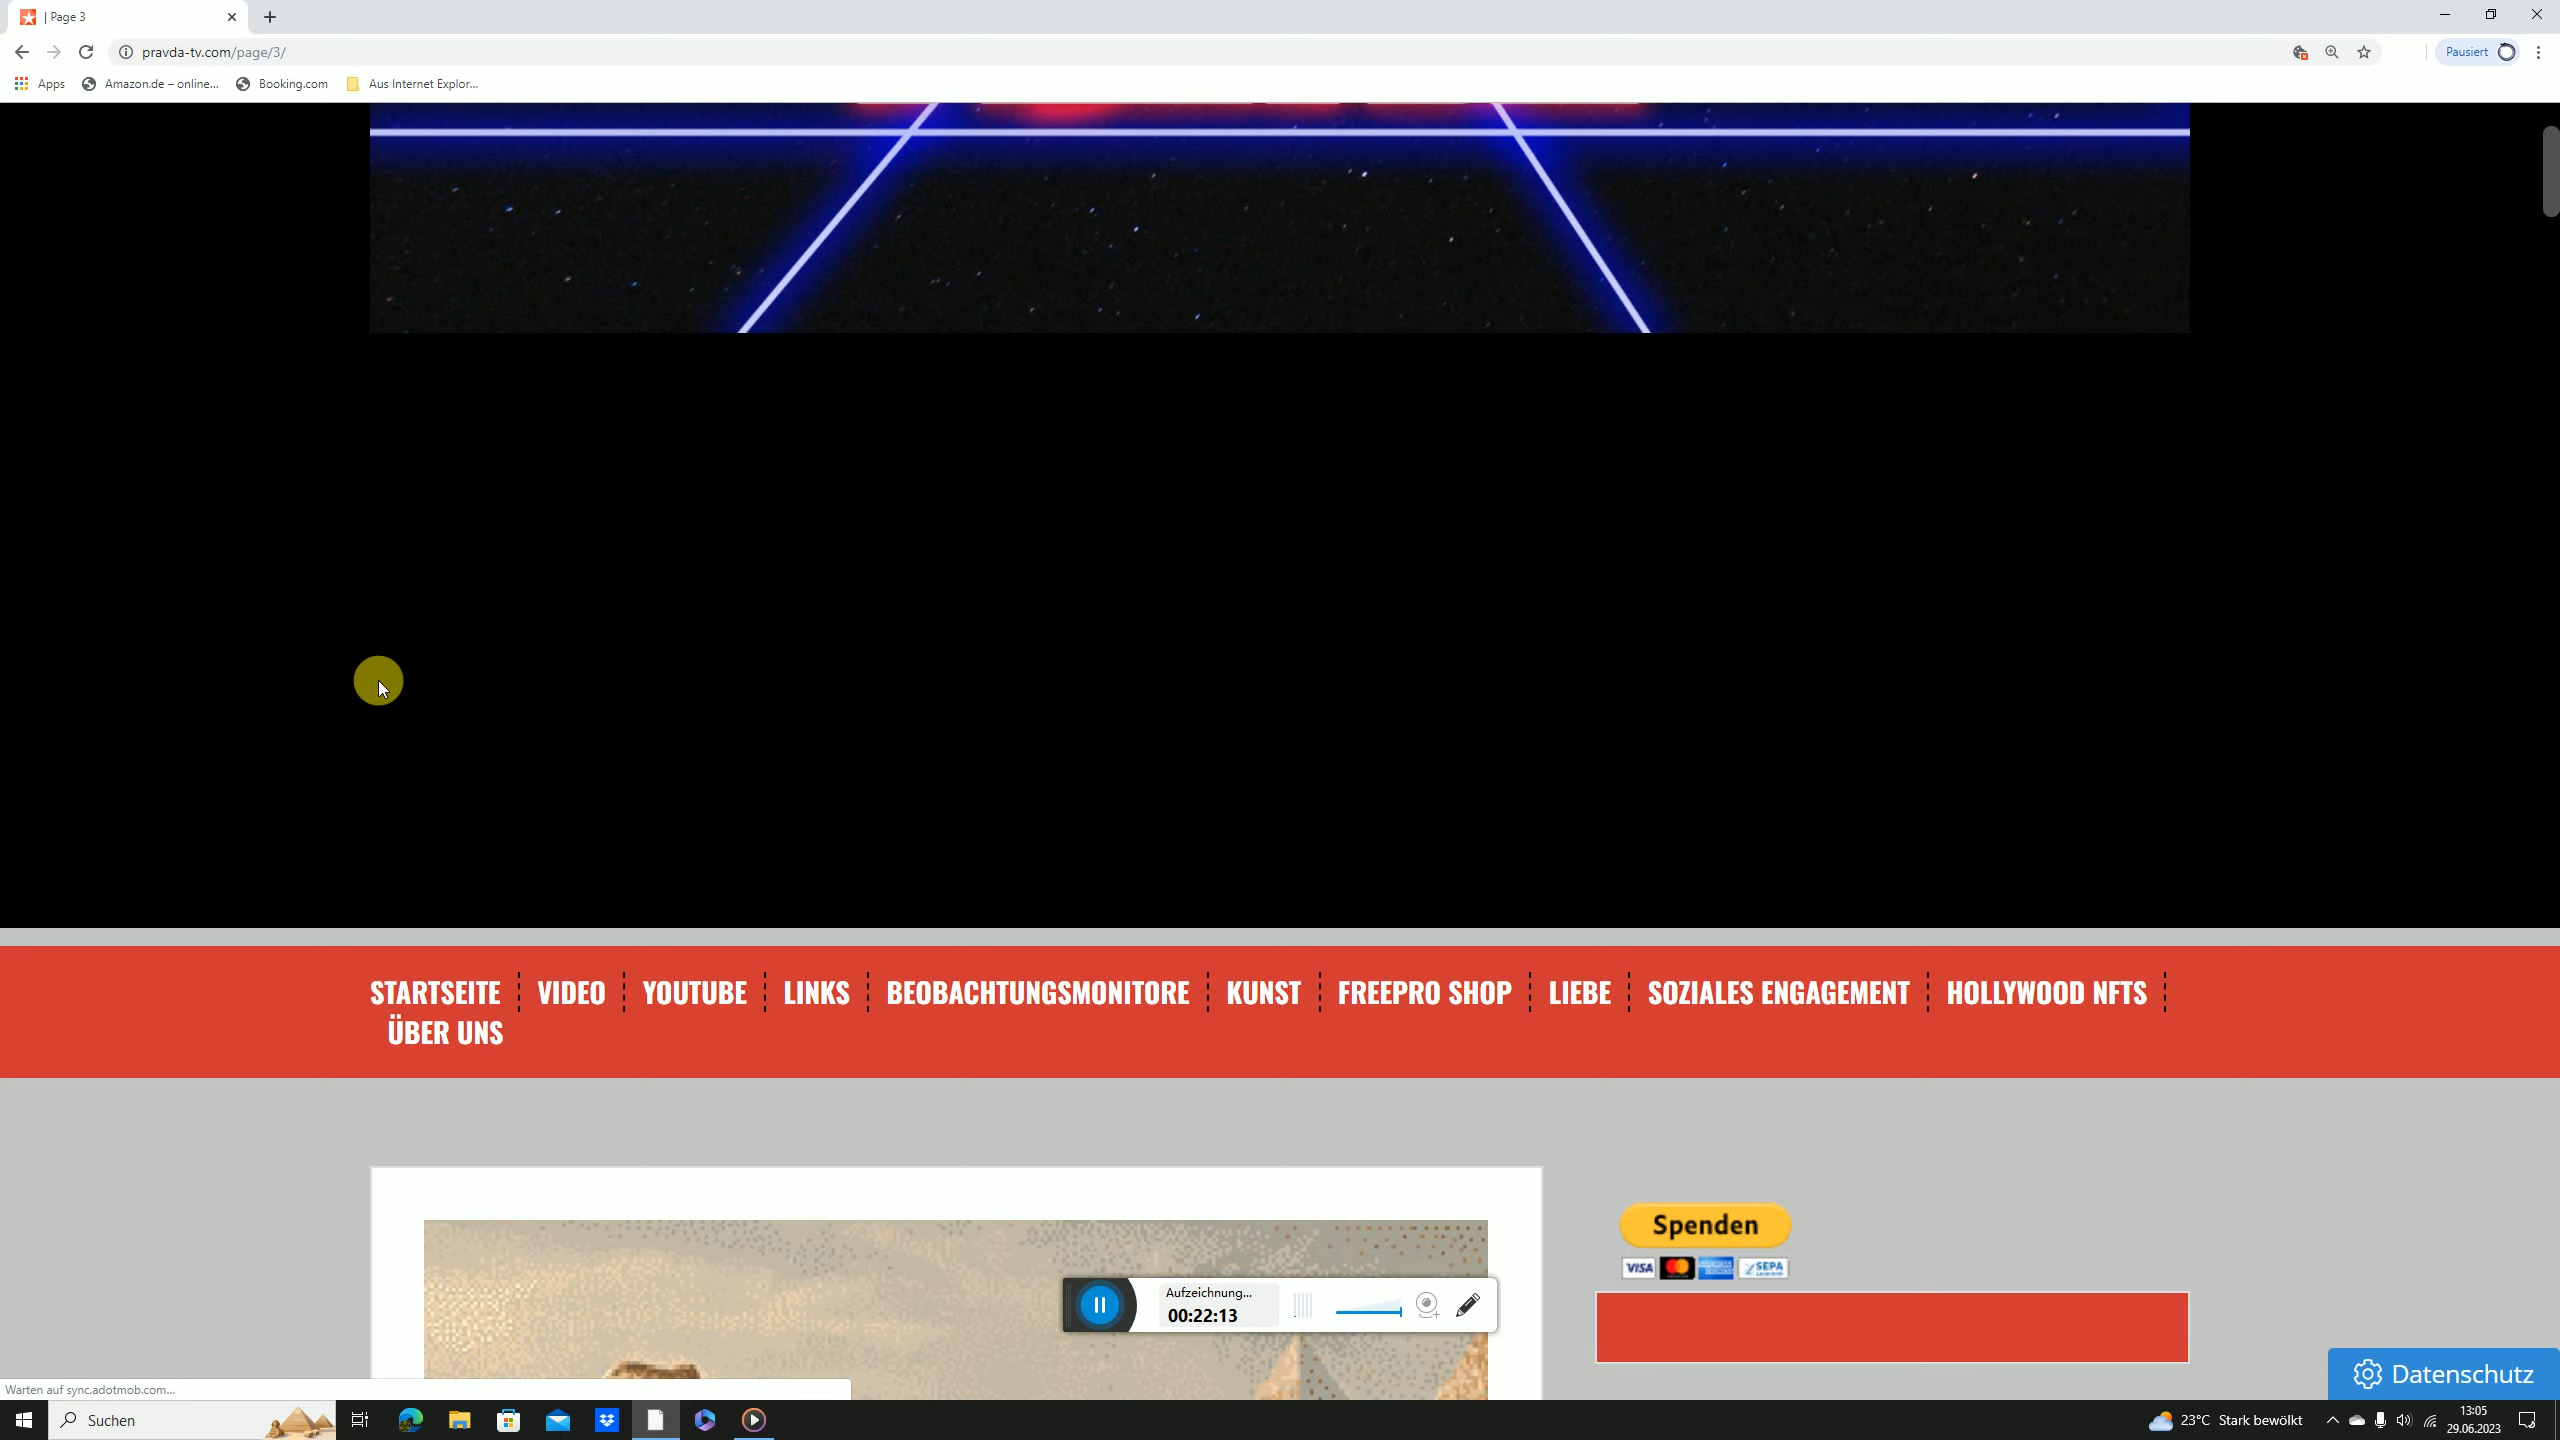 | Page 3
pravda-tv.com/page/3/
Pausiert
Apps
Amazon.de – online...
Booking.com
Aus Internet Explor...
STARTSEITE
VIDEO
YOUTUBE
LINKS
BEOBACHTUNGSMONITORE
KUNST
FREEPRO SHOP
LIEBE
SOZIALES ENGAGEMENT
HOLLYWOOD NFTS
ÜBER UNS
Spenden
VISA
SEPA
Aufzeichnung...
00:22:13
Datenschutz
Warten auf sync.adotmob.com...
Suchen
23°C Stark bewölkt
13:05
29.06.2023